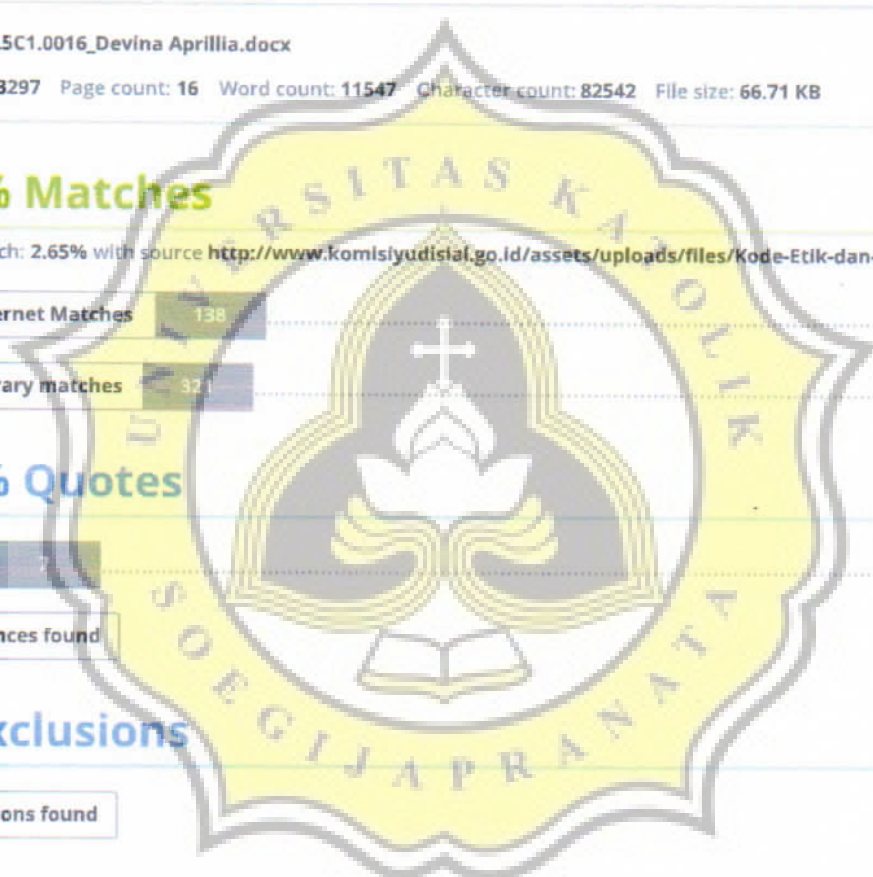 .5C1.0016_Devina Aprillia.docx
3297 Page count: 16 Word count: 11547 Character count: 82542 File size: 66.71 KB
% Matches
ch: 2.65% with source http://www.komisiyudisial.go.id/assets/uploads/files/Kode-Etik-dan-
ernet Matches 138
rary matches 321
% Quotes
7
nces found
xclusions
ons found
UNIVERSITAS KATOLIK
SOEGIJAPRANATA